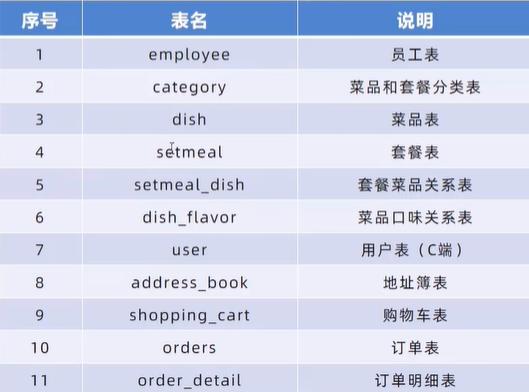 序号 表名 说明
1 employee 员工表
2 category 菜品和套餐分类表
3 dish 菜品表
4 setmeal 套餐表
5 setmeal_dish 套餐菜品关系表
6 dish_flavor 菜品口味关系表
7 user 用户表（C端）
8 address_book 地址簿表
9 shopping_cart 购物车表
10 orders 订单表
11 order_detail 订单明细表